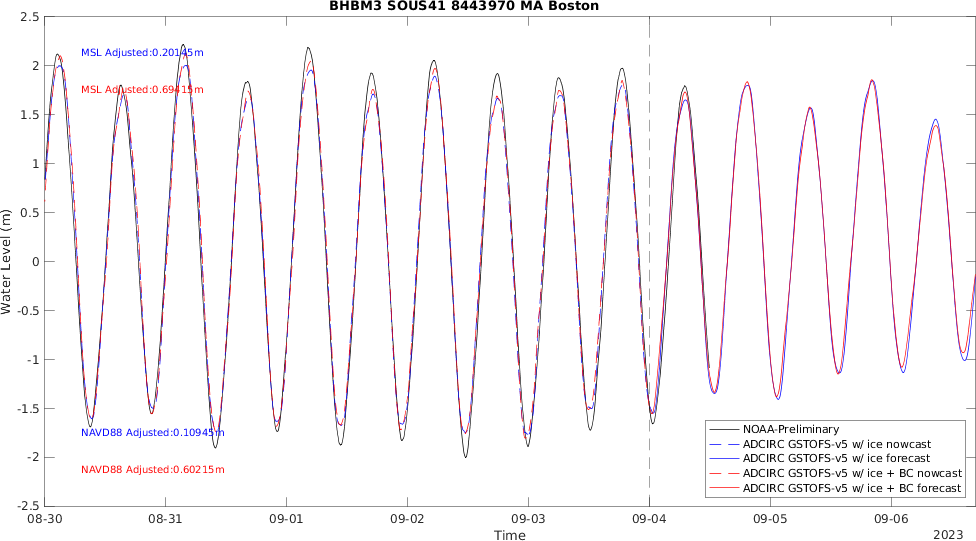 BHBM3 SOUS41 8443970 MA Boston
2.5
2
1.5
1
0.5
0
-0.5
-1
-1.5
-2
-2.5
Water Level (m)
MSL Adjusted:0.20145m
MSL Adjusted:0.69415m
NAVD88 Adjusted:0.10945m
NAVD88 Adjusted:0.60215m
NOAA-Preliminary
ADCIRC GSTOFS-v5 w/ ice nowcast
ADCIRC GSTOFS-v5 w/ ice forecast
ADCIRC GSTOFS-v5 w/ ice + BC nowcast
ADCIRC GSTOFS-v5 w/ ice + BC forecast
08-30 08-31 09-01 09-02 09-03 09-04 09-05 09-06
Time
2023